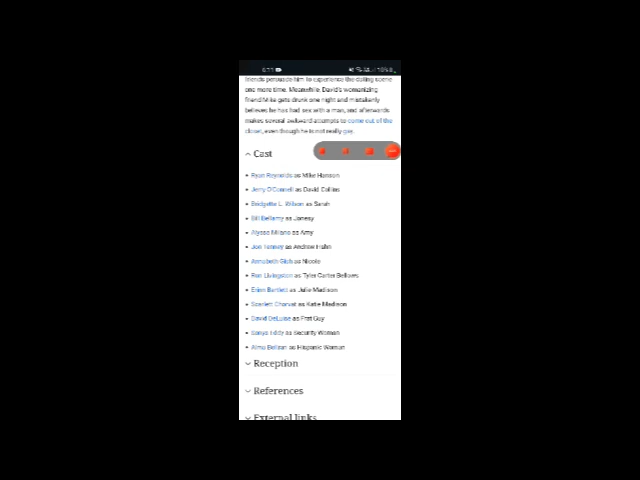 friends persuade him to experience the dating scene
one more time. Meanwhile, David's womanizing
friend Mike gets drunk one night and mistakenly
believes he has had sex with a man, and afterwards
makes several awkward attempts to come out of the
closet, even though he is not really gay.
Cast
Ryan Reynolds as Mike Hanson
Jerry O'Connell as David Collins
Bridgette L. Wilson as Sarah
Bill Bellamy as Jonesy
Alyssa Milano as Amy
Jon Tenney as Andrew Hahn
Annabeth Gish as Nicole
Ron Livingston as Tyler Carter Bellows
Erinn Bartlett as Julie Madison
Scarlett Chorvat as Katie Madison
David DeLuise as Frat Guy
Sonya Eddy as Security Woman
Alma Beltran as Hispanic Woman
Reception
References
External links